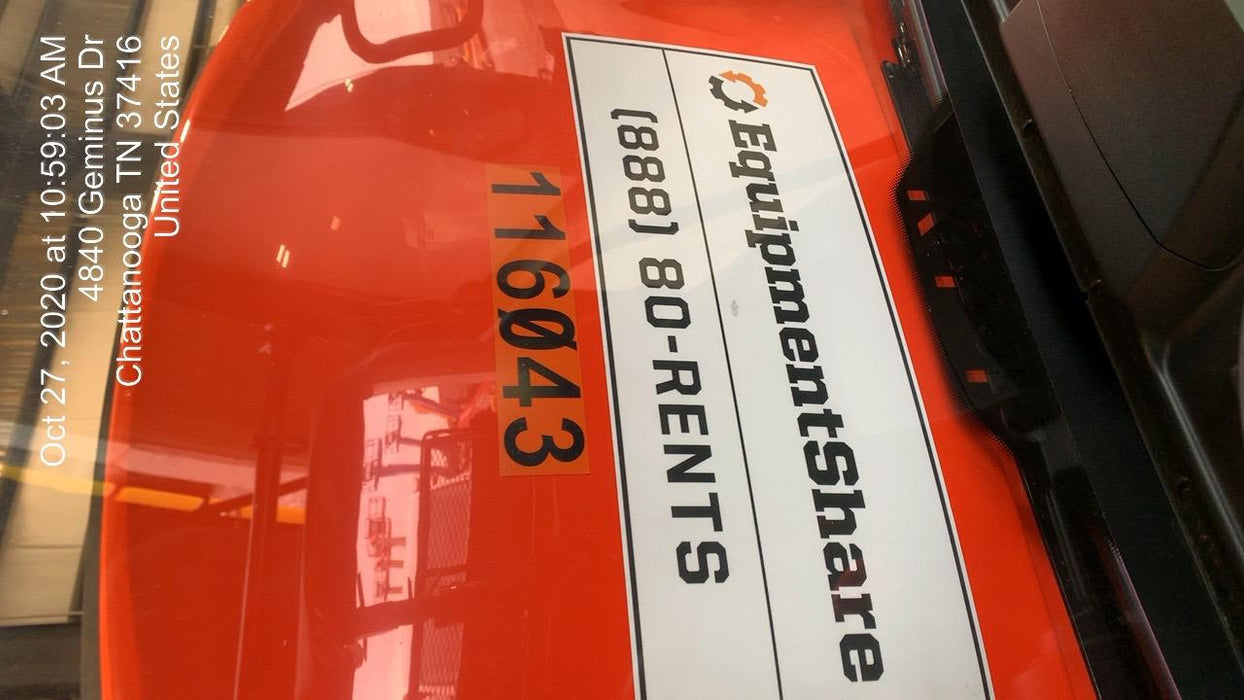 EquipmentShare
(888) 80-RENTS
116043
Oct 27, 2020 at 10:59:03 AM
4840 Geminus Dr
Chattanooga TN 37416
United States